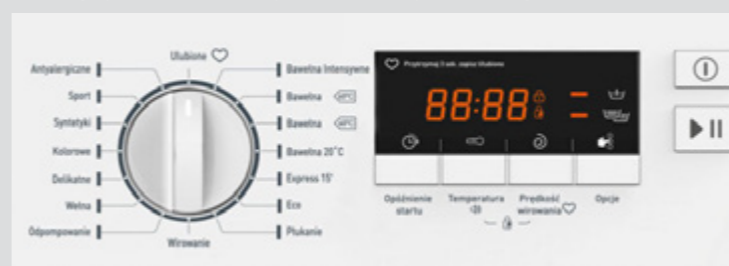 Ulubione
Antyalergiczne
Sport
Syntetyki
Kolorowe
Delikatne
Wełna
Odpompowanie
Wirowanie
Bawełna Intensywne
Bawełna
Bawełna
Bawełna 20°C
Express 15'
Eco
Płukanie
Przytrzymaj 3 sek. zapisz Ulubione
88:88
Opóźnienie
startu
Temperatura
Prędkość
wirowania
Opcje